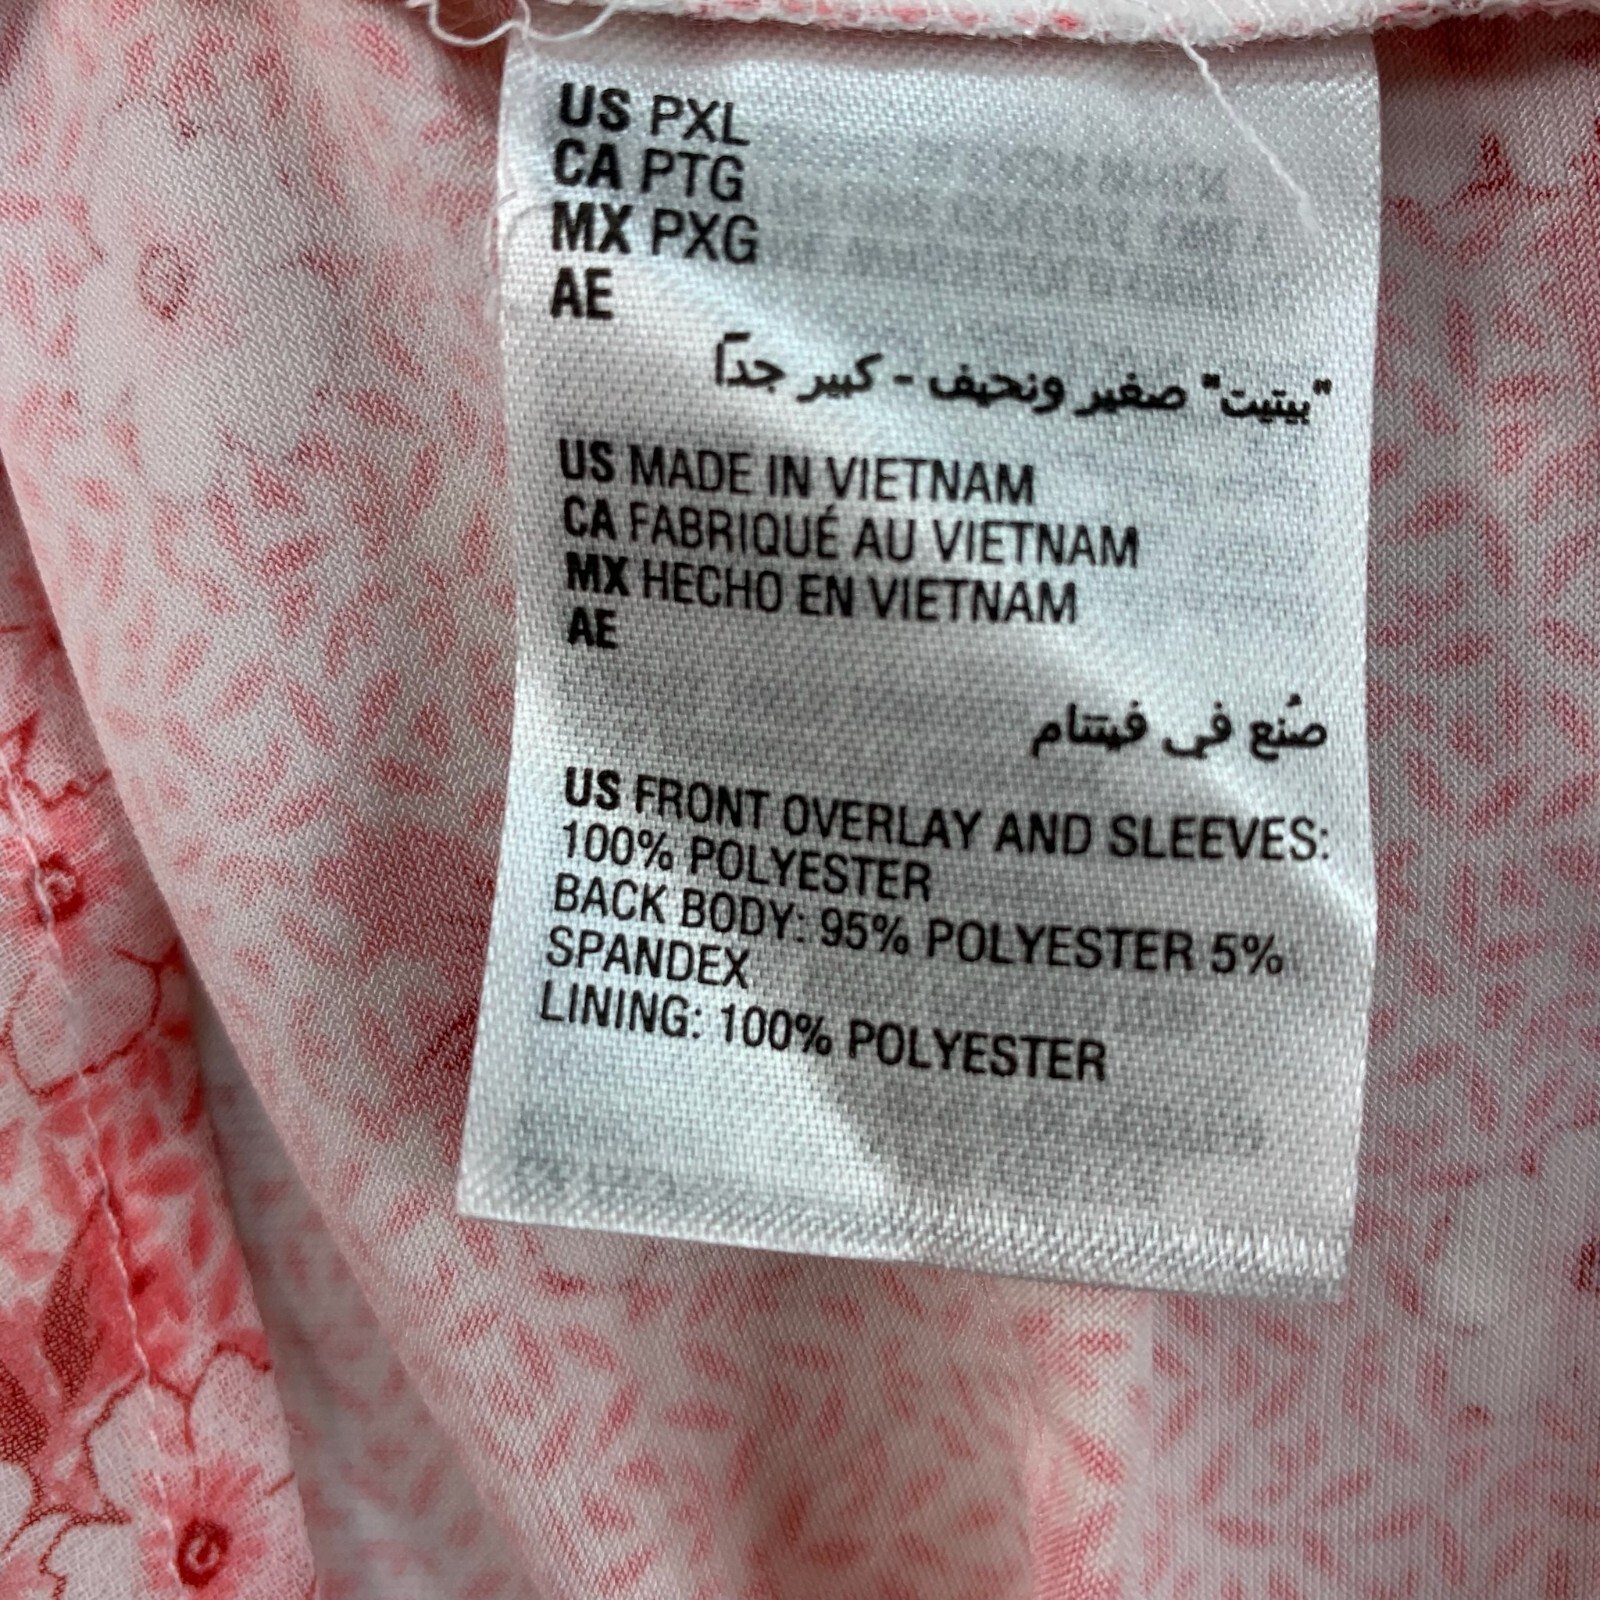 US PXL
CA PTG
MX PXG
AE
"بيتيت" صغير ونحيف - كبير جداً
US MADE IN VIETNAM
CA FABRIQUÉ AU VIETNAM
MX HECHO EN VIETNAM
AE
صُنع في فيتنام
US FRONT OVERLAY AND SLEEVES:
100% POLYESTER
BACK BODY: 95% POLYESTER 5%
SPANDEX
LINING: 100% POLYESTER